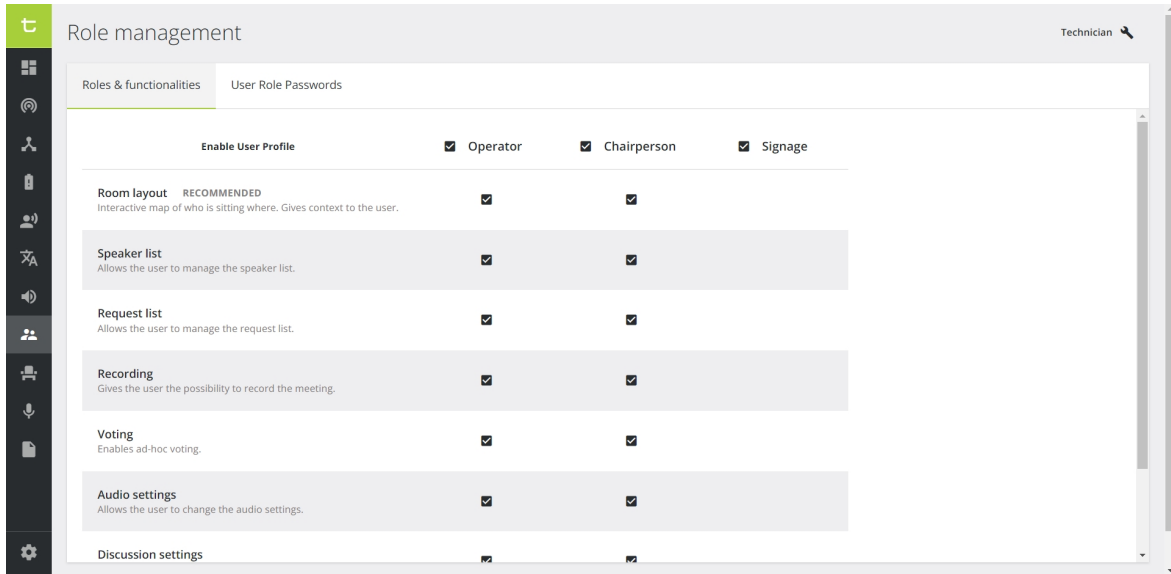 t
Role management
Technician
Roles & functionalities User Role Passwords
Enable User Profile Operator Chairperson Signage
Room layout RECOMMENDED
Interactive map of who is sitting where. Gives context to the user.
Speaker list
Allows the user to manage the speaker list.
Request list
Allows the user to manage the request list.
Recording
Gives the user the possibility to record the meeting.
Voting
Enables ad-hoc voting.
Audio settings
Allows the user to change the audio settings.
Discussion settings